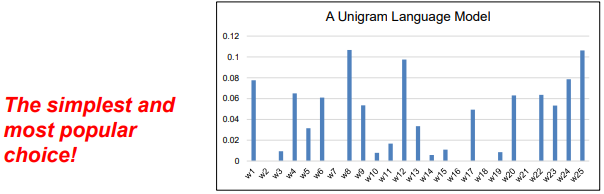 The simplest and
most popular
choice!
A Unigram Language Model
0.12
0.1
0.08
0.06
0.04
0.02
0
w1 w2 w3 w4 w5 w6 w7 w8 w9 w10 w11 w12 w13 w14 w15 w16 w17 w18 w19 w20 w21 w22 w23 w24 w25